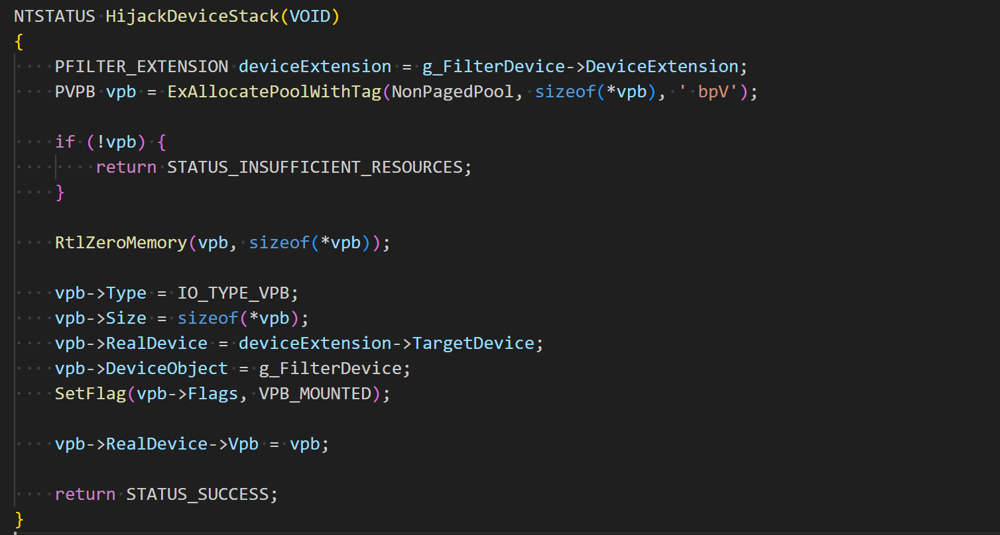 NTSTATUS HijackDeviceStack(VOID)
{
    PFILTER_EXTENSION deviceExtension = g_FilterDevice->DeviceExtension;
    PVPB vpb = ExAllocatePoolWithTag(NonPagedPool, sizeof(*vpb), ' bpV');

    if (!vpb) {
        return STATUS_INSUFFICIENT_RESOURCES;
    }

    RtlZeroMemory(vpb, sizeof(*vpb));

    vpb->Type = IO_TYPE_VPB;
    vpb->Size = sizeof(*vpb);
    vpb->RealDevice = deviceExtension->TargetDevice;
    vpb->DeviceObject = g_FilterDevice;
    SetFlag(vpb->Flags, VPB_MOUNTED);

    vpb->RealDevice->Vpb = vpb;

    return STATUS_SUCCESS;
}